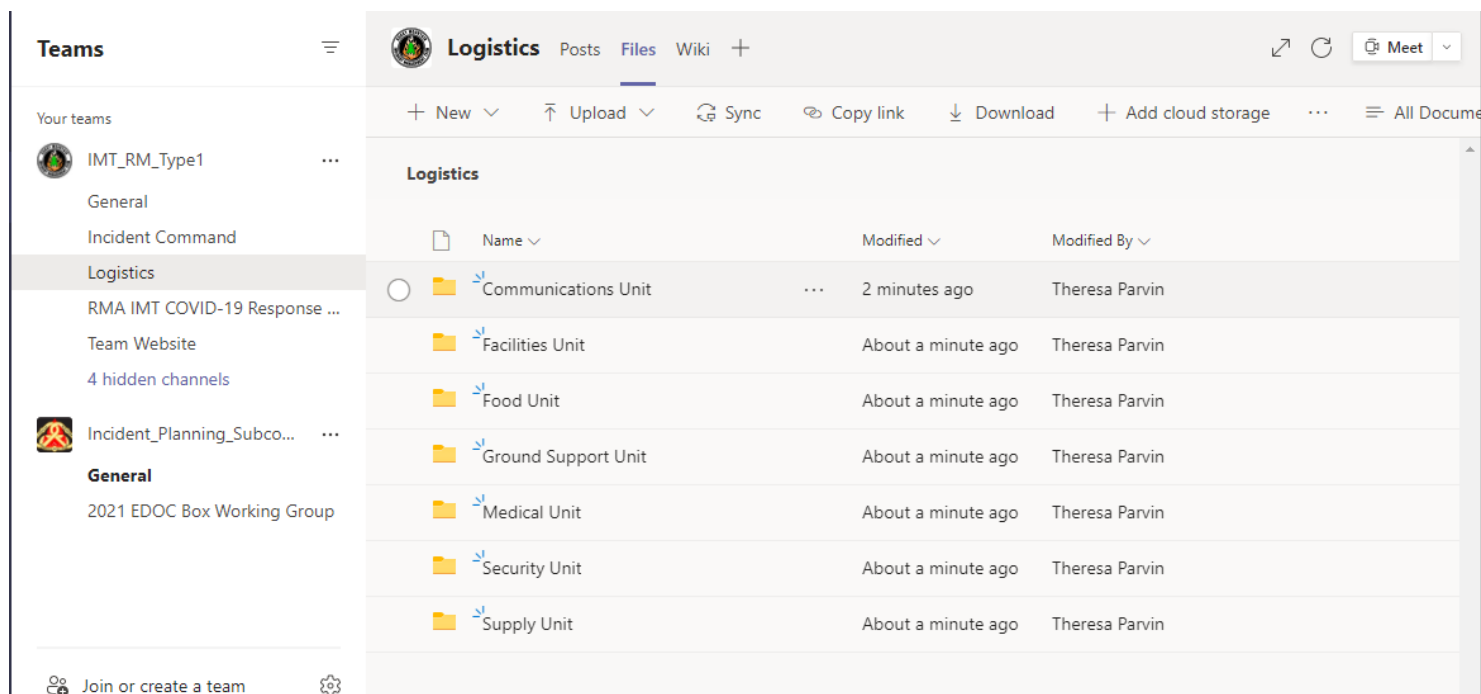 Teams
Your teams
IMT_RM_Type1
General
Incident Command
Logistics
RMA IMT COVID-19 Response ...
Team Website
4 hidden channels
Incident_Planning_Subco...
General
2021 EDOC Box Working Group
Join or create a team
Logistics Posts Files Wiki
Meet
New Upload Sync Copy link Download Add cloud storage ... All Docume
Logistics
Name Modified Modified By
Communications Unit ... 2 minutes ago Theresa Parvin
Facilities Unit About a minute ago Theresa Parvin
Food Unit About a minute ago Theresa Parvin
Ground Support Unit About a minute ago Theresa Parvin
Medical Unit About a minute ago Theresa Parvin
Security Unit About a minute ago Theresa Parvin
Supply Unit About a minute ago Theresa Parvin